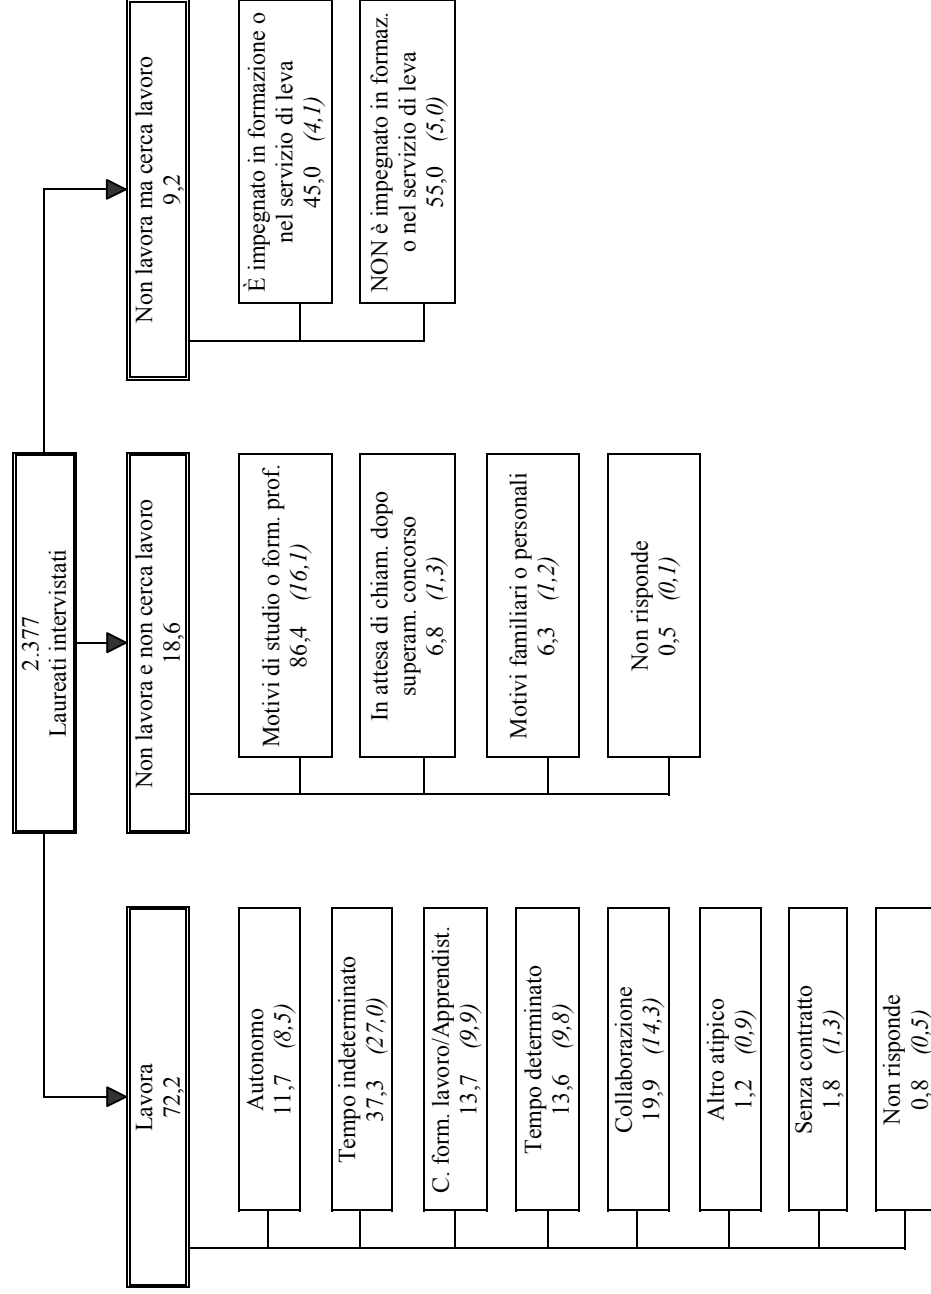 2.377
Laureati intervistati
Lavora
72,2
Autonomo
11,7 (8,5)
Tempo indeterminato
37,3 (27,0)
C. form. lavoro/Apprendist.
13,7 (9,9)
Tempo determinato
13,6 (9,8)
Collaborazione
19,9 (14,3)
Altro atipico
1,2 (0,9)
Senza contratto
1,8 (1,3)
Non risponde
0,8 (0,5)
Non lavora e non cerca lavoro
18,6
Motivi di studio o form. prof.
86,4 (16,1)
In attesa di chiam. dopo
superam. concorso
6,8 (1,3)
Motivi familiari o personali
6,3 (1,2)
Non risponde
0,5 (0,1)
Non lavora ma cerca lavoro
9,2
È impegnato in formazione o
nel servizio di leva
45,0 (4,1)
NON è impegnato in formaz.
o nel servizio di leva
55,0 (5,0)